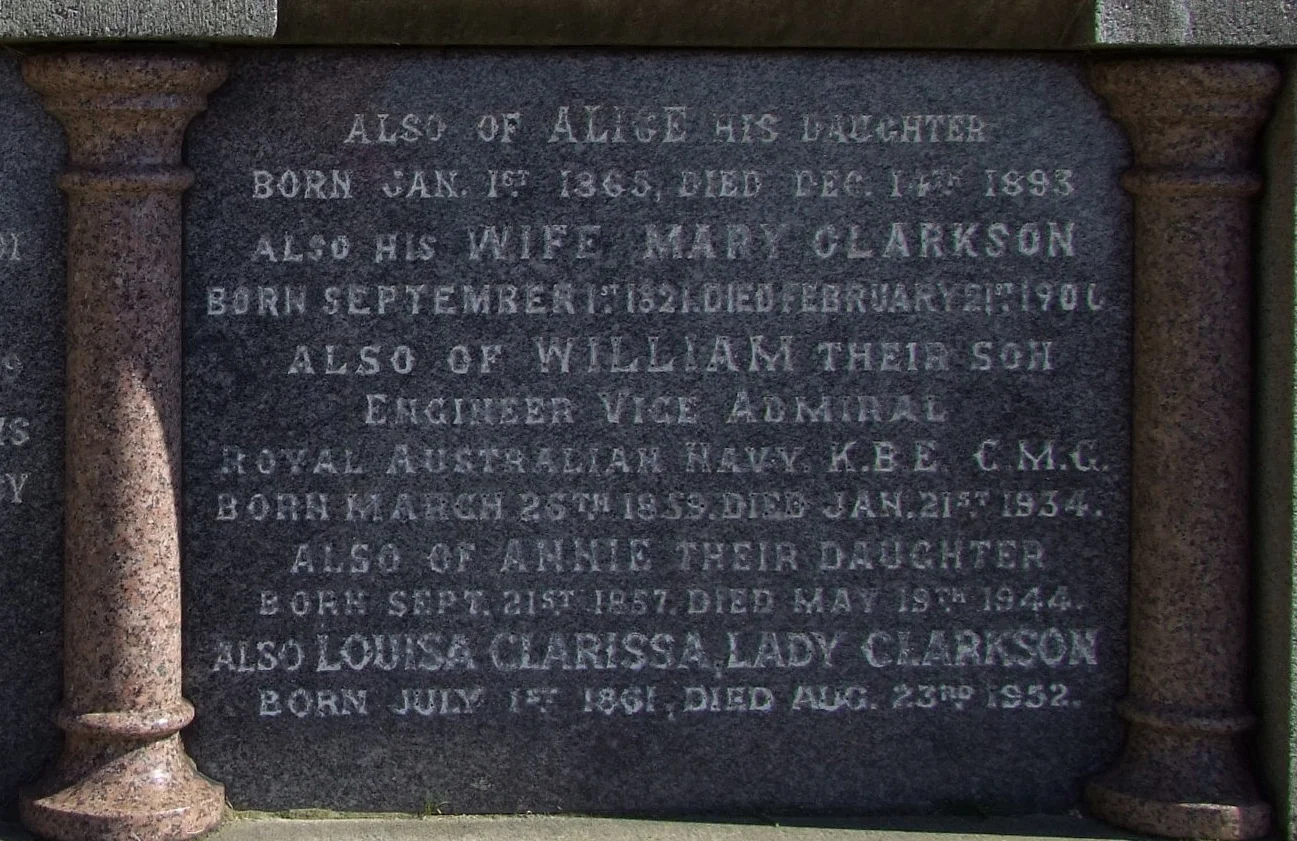 ALSO OF ALICE HIS DAUGHTER
BORN JAN. 1ST 1865, DIED DEC. 14TH 1893
ALSO HIS WIFE MARY CLARKSON
BORN SEPTEMBER 1ST 1821. DIED FEBRUARY 21ST
ALSO OF WILLIAM THEIR SON
ENGINEER VICE ADMIRAL
ROYAL AUSTRALIAN NAVY. K.B.E. C.M.G.
BORN MARCH 26TH 1859. DIED JAN. 21ST 1934.
ALSO OF ANNIE THEIR DAUGHTER
BORN SEPT. 21ST 1857. DIED MAY 19TH 1944.
ALSO LOUISA CLARISSA, LADY CLARKSON
BORN JULY 1ST 1861, DIED AUG. 23RD 1952.